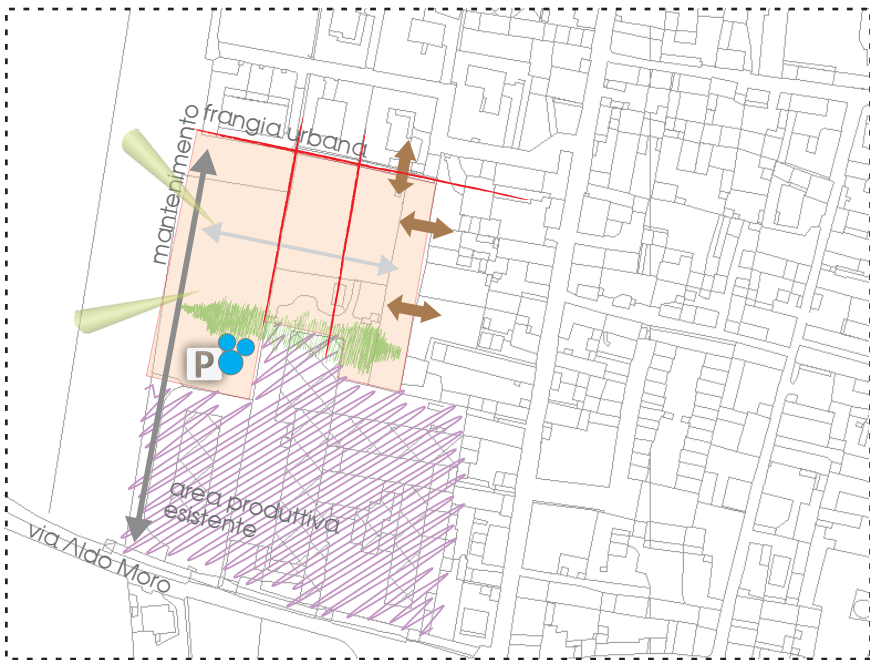 mantenimento
frangia urbana
P
area produttiva
esistente
via Aldo Moro